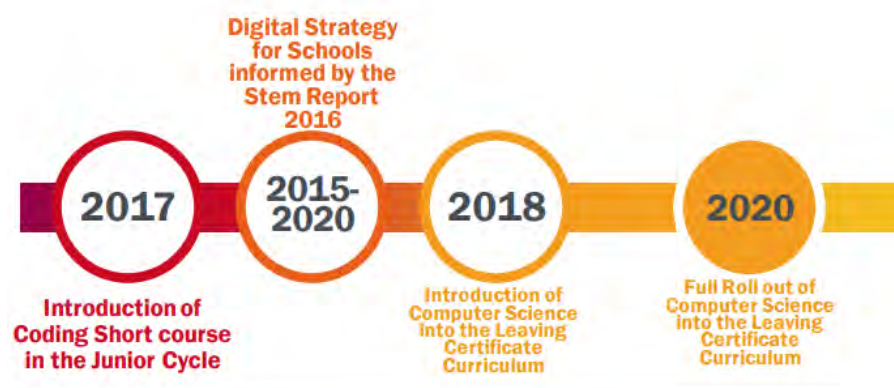 Digital Strategy
for Schools
informed by the
Stem Report
2016
2017
2015-
2020
2018
2020
Introduction of
Coding Short course
in the Junior Cycle
Introduction of
Computer Science
into the Leaving
Certificate
Curriculum
Full Roll out of
Computer Science
into the Leaving
Certificate
Curriculum